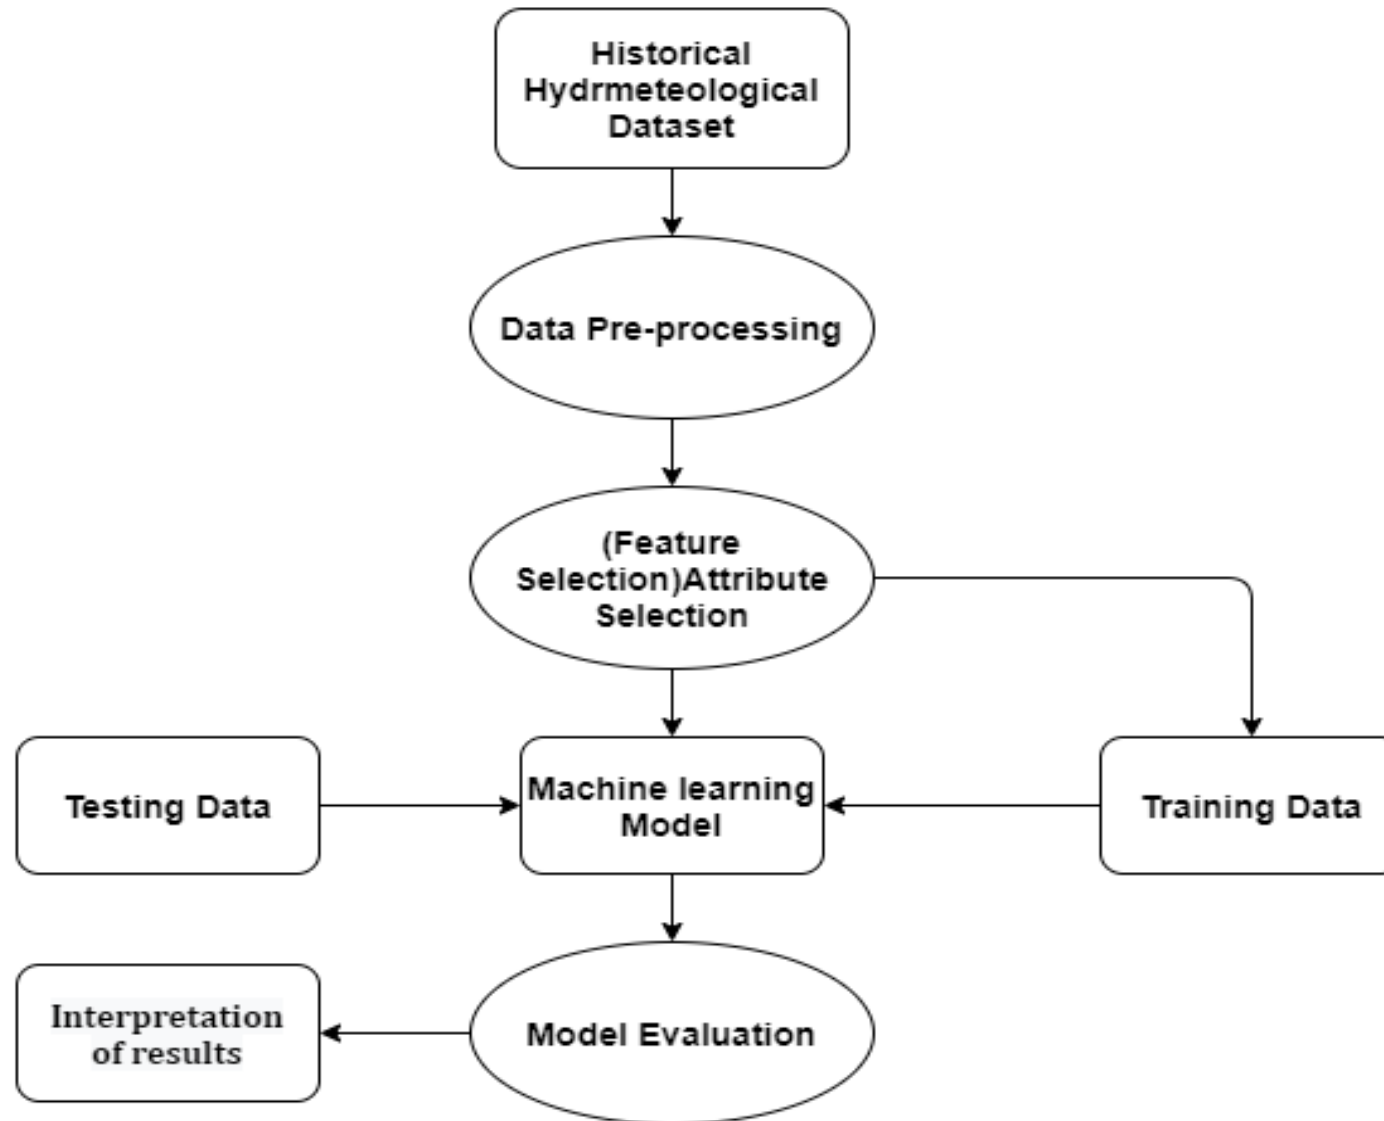 Historical
Hydrmeteological
Dataset
Data Pre-processing
(Feature
Selection)Attribute
Selection
Testing Data
Machine learning
Model
Training Data
Interpretation
of results
Model Evaluation